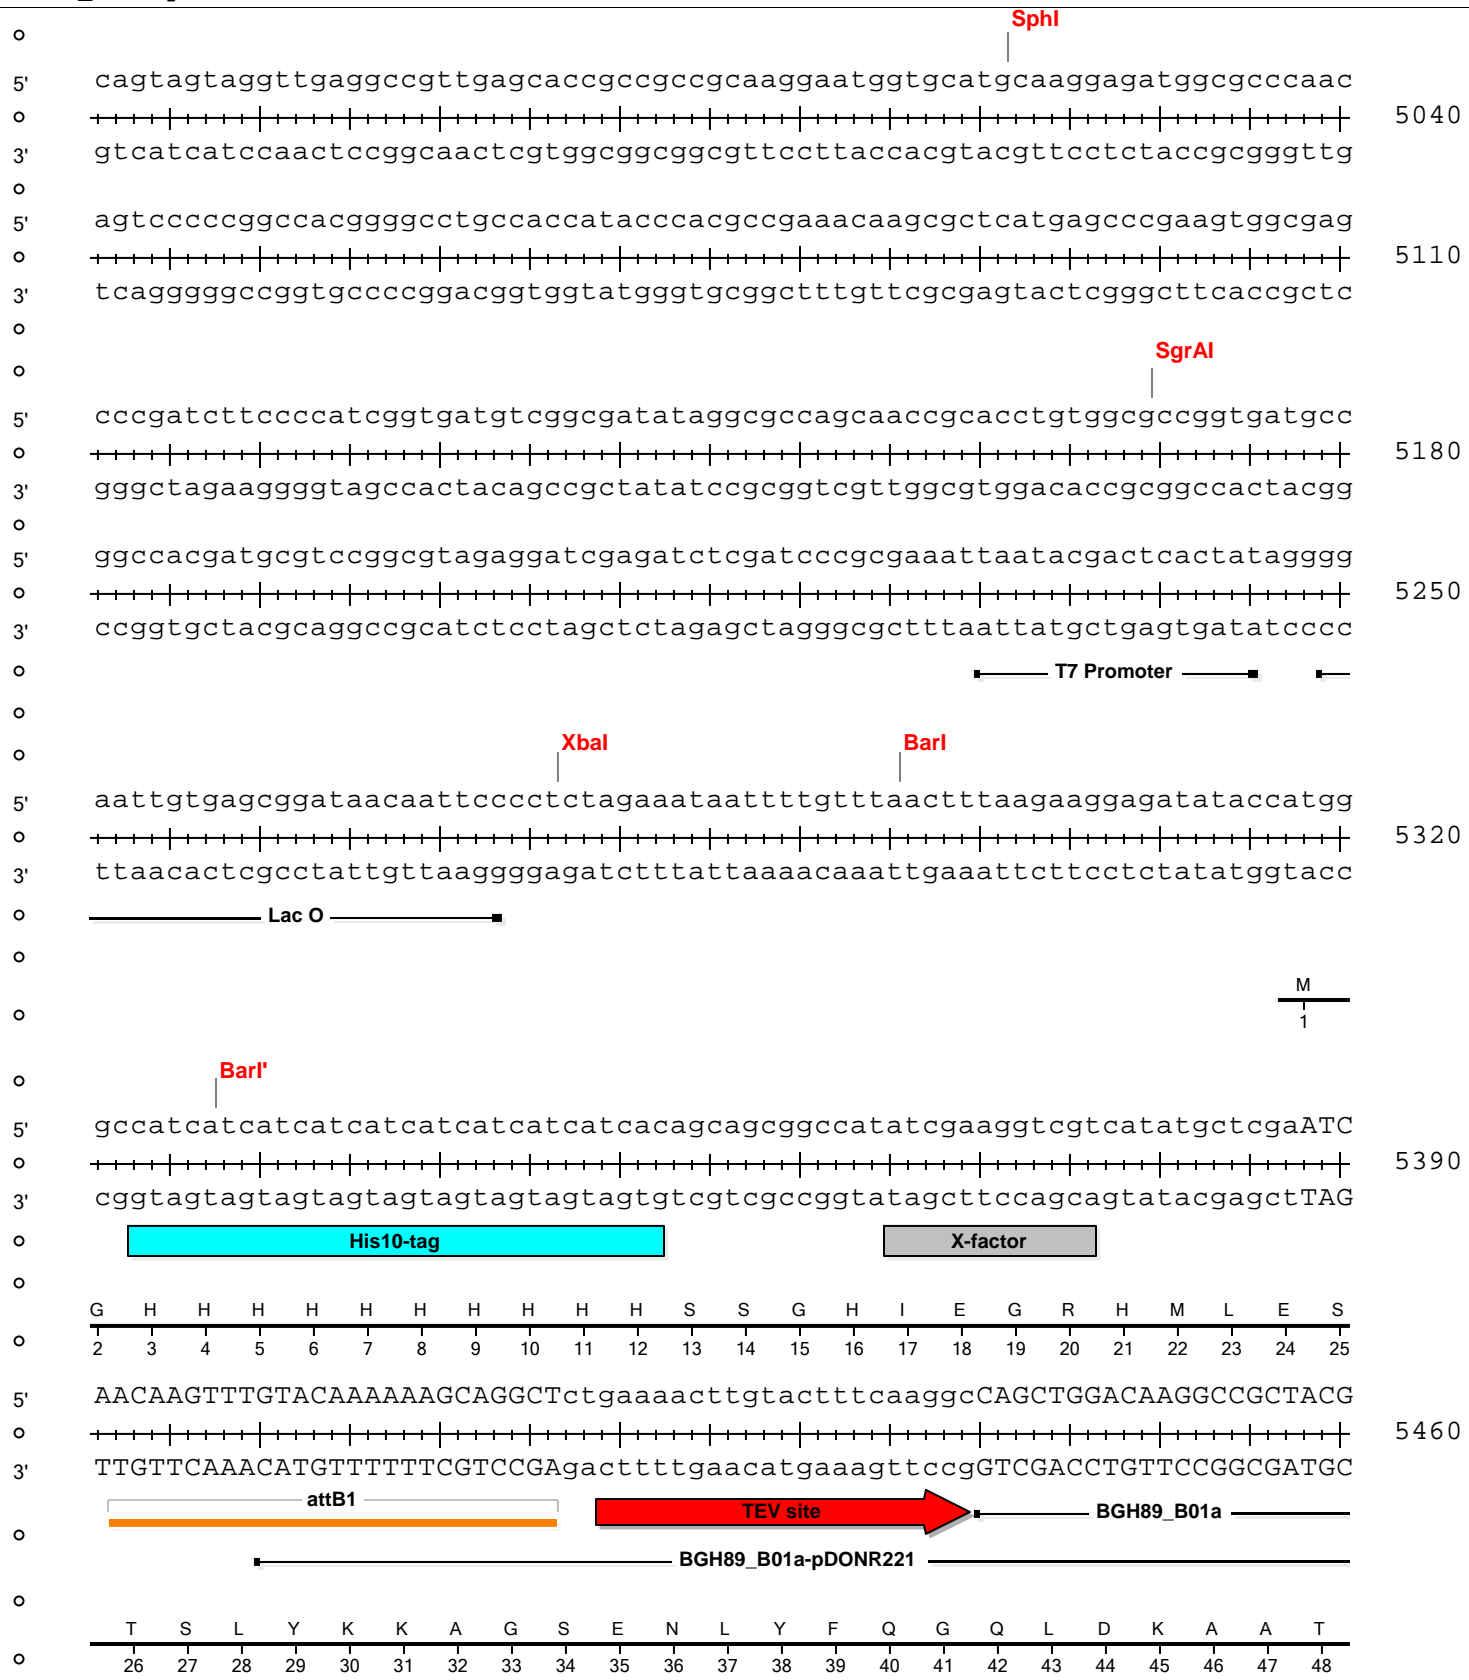 SphI
5' cagtagtaggttgaggccgttgagcaccgccgccgcaaggaatggtgcatgcaaggagatggcgcccaac
5040
3' gtcatcatccaactccggcaactcgtggcggcggcgttccttaccacgtacgttcctctaccgcgggttg
5' agtcccccggccacggggcctgccaccatacccacgccgaaacaagcgctcatgagcccgaagtggcgag
5110
3' tcagggggccggtgccccggacggtggtatgggtgcggctttgttcgcgagtactcgggcttcaccgctc
SgrAI
5' cccgatcttccccatcggtgatgtcggcgatataggcgccagcaaccgcacctgtggcgccggtgatgcc
5180
3' gggctagaaggggtagccactacagccgctatatccgcggtcgttggcgtggacaccgcggccactacgg
5' ggccacgatgcgtccggcgtagaggatcgagatctcgatcccgcgaaattaatacgactcactatagggg
5250
3' ccggtgctacgcaggccgcatctcctagctctagagctagggcgctttaattatgctgagtgatatcccc
T7 Promoter
XbaI BarI
5' aattgtgagcggataacaattcccctctagaaataattttgtttaactttaagaaggagatataccatgg
5320
3' ttaacactcgcctattgttaaggggagatctttattaaaacaaattgaaattcttcctctatatggtacc
Lac O
M
1
BarI'
5' gccatcatcatcatcatcatcatcatcatcacagcagcggccatatcgaaggtcgtcatatgctcgaATC
5390
3' cggtagtagtagtagtagtagtagtagtagtgtcgtcgccggtatagcttccagcagtatacgagctTAG
His10-tag X-factor
G H H H H H H H H H H S S G H I E G R H M L E S
2 3 4 5 6 7 8 9 10 11 12 13 14 15 16 17 18 19 20 21 22 23 24 25
5' AACAAGTTTGTACAAAAAAGCAGGCTctgaaaacttgtactttcaaggcCAGCTGGACAAGGCCGCTACG
5460
3' TTGTTCAAACATGTTTTTTCGTCCGAgacttttgaacatgaaagttccgGTCGACCTGTTCCGGCGATGC
attB1 TEV site BGH89_B01a
BGH89_B01a-pDONR221
T S L Y K K A G S E N L Y F Q G Q L D K A A T
26 27 28 29 30 31 32 33 34 35 36 37 38 39 40 41 42 43 44 45 46 47 48